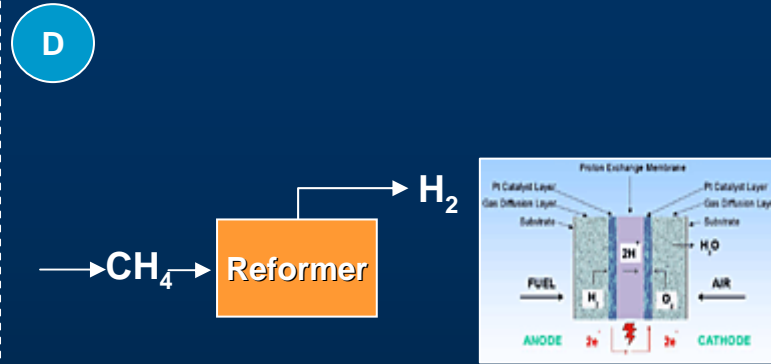 D
H₂
CH₄
Reformer
Proton Exchange Membrane
Pt Catalyst Layer Pt Catalyst Layer
Gas Diffusion Layer Gas Diffusion Lay
Substrate Substrate
H₂O
2H⁺
FUEL AIR
H₂ O₂
ANODE 2e⁻ 2e⁻ CATHODE